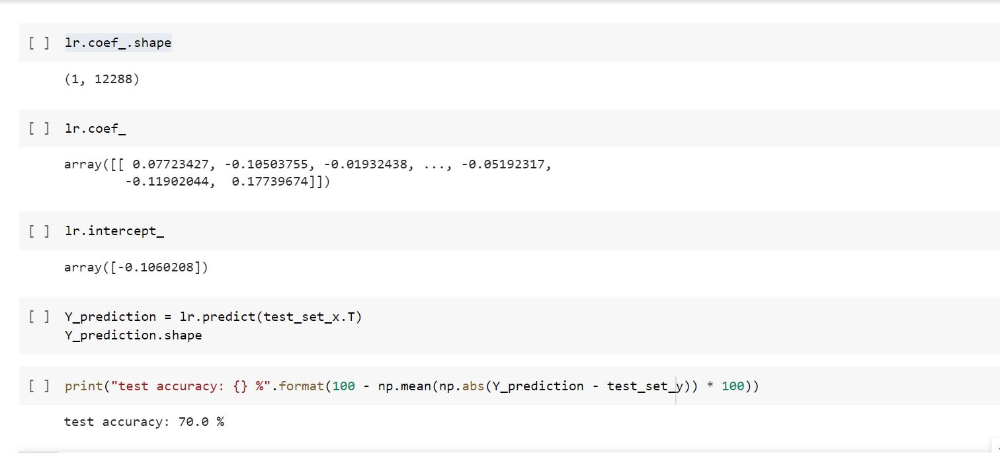 [ ] lr.coef_.shape
(1, 12288)
[ ] lr.coef_
array([[ 0.07723427, -0.10503755, -0.01932438, ..., -0.05192317,
-0.11902044,  0.17739674]])
[ ] lr.intercept_
array([-0.1060208])
[ ] Y_prediction = lr.predict(test_set_x.T)
Y_prediction.shape
[ ] print("test accuracy: {} %".format(100 - np.mean(np.abs(Y_prediction - test_set_y)) * 100))
test accuracy: 70.0 %